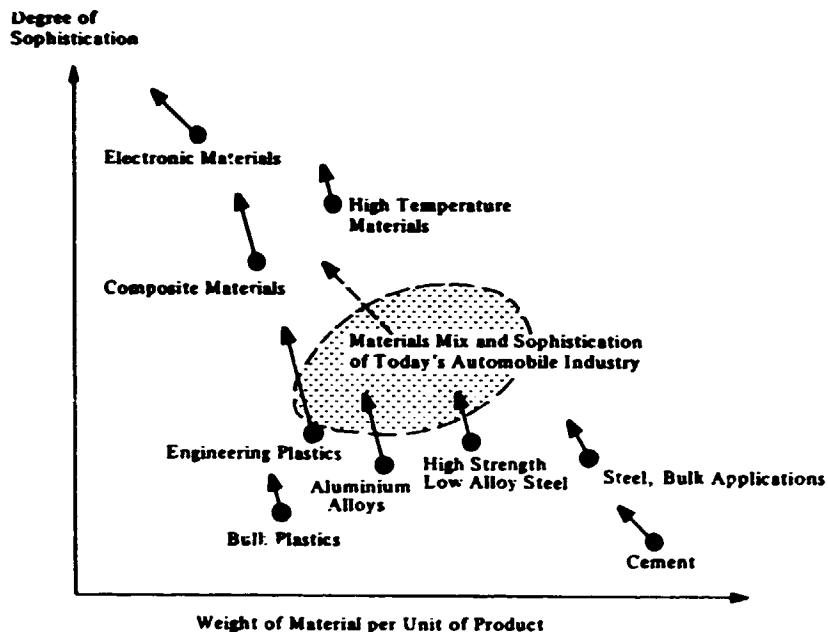 Degree of
Sophistication
Electronic Materials
High Temperature
Materials
Composite Materials
Materials Mix and Sophistication
of Today's Automobile Industry
Engineering Plastics
Aluminium
Alloys
High Strength
Low Alloy Steel
Steel, Bulk Applications
Bulk Plastics
Cement
Weight of Material per Unit of Product